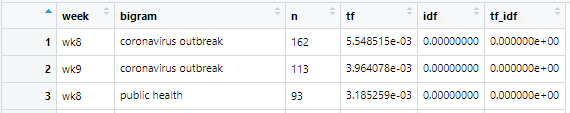 week bigram n tf idf tf_idf
1 wk8 coronavirus outbreak 162 5.548515e-03 0.00000000 0.000000e+00
2 wk9 coronavirus outbreak 113 3.964078e-03 0.00000000 0.000000e+00
3 wk8 public health 93 3.185259e-03 0.00000000 0.000000e+00